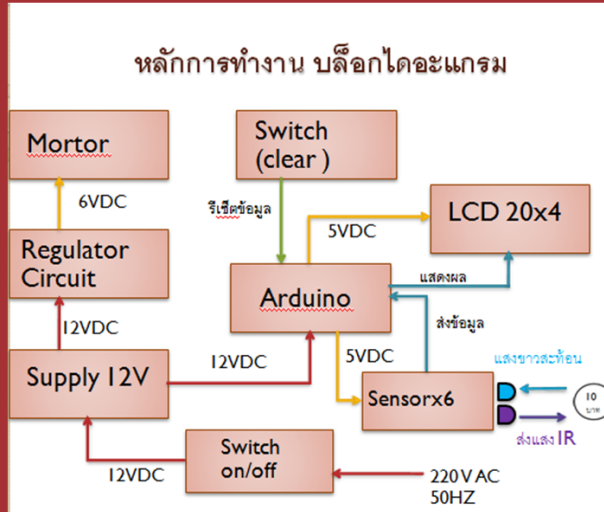 หลักการทำงาน บล็อกไดอะแกรม
Mortor
Switch
(clear )
6VDC
รีเซ็ตข้อมูล
LCD 20x4
5VDC
Regulator
Circuit
Arduino
แสดงผล
ส่งข้อมูล
12VDC
12VDC
5VDC
แสงขาวสะท้อน
Supply 12V
Sensorx6
10
บาท
ส่งแสง IR
Switch
on/off
12VDC
220 V AC
50HZ